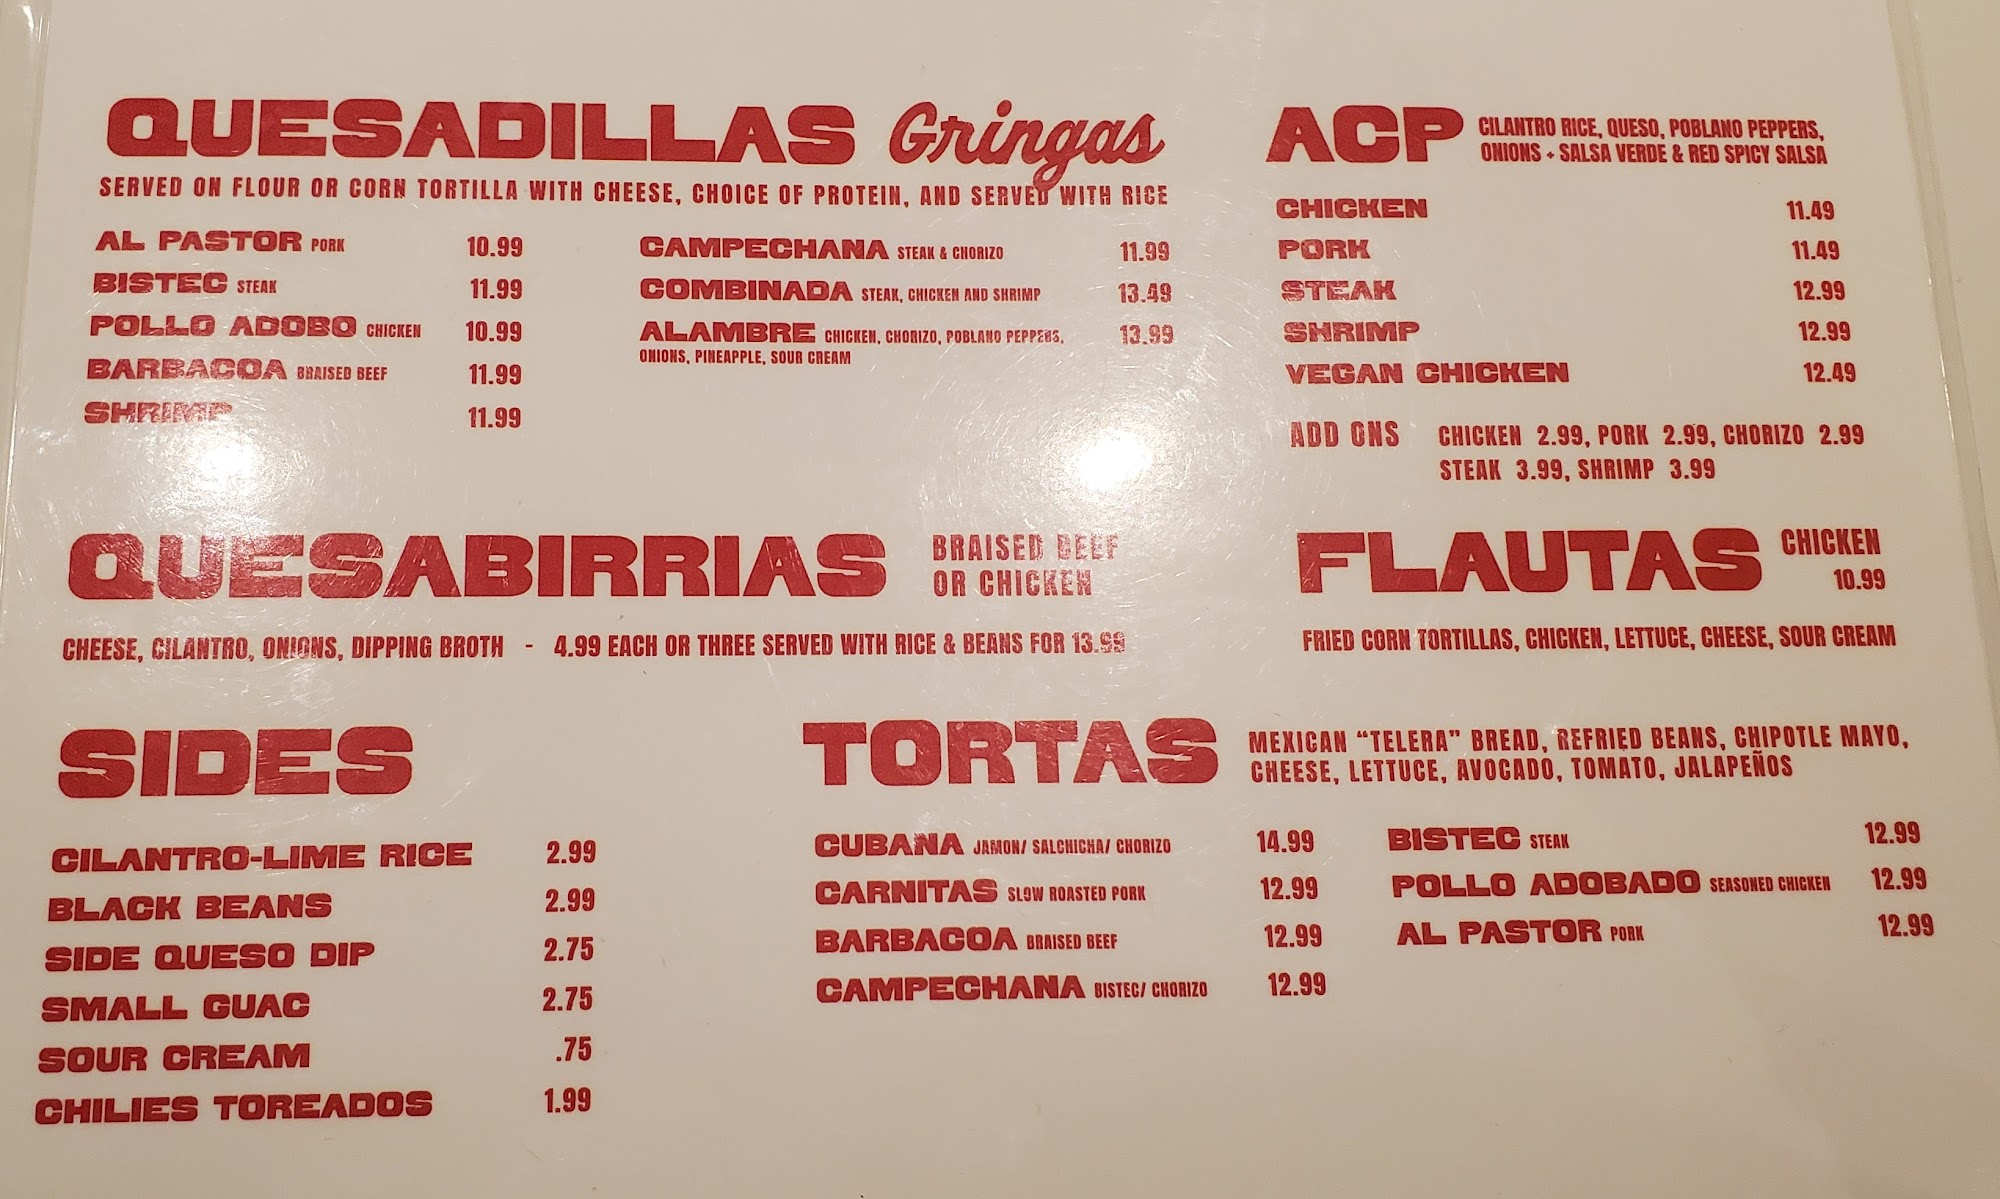 QUESADILLAS Gringas
SERVED ON FLOUR OR CORN TORTILLA WITH CHEESE, CHOICE OF PROTEIN, AND SERVED WITH RICE
AL PASTOR PORK 10.99
BISTEC STEAK 11.99
POLLO ADOBO CHICKEN 10.99
BARBACOA BRAISED BEEF 11.99
SHRIMP 11.99
CAMPECHANA STEAK & CHORIZO 11.99
COMBINADA STEAK, CHICKEN AND SHRIMP 13.49
ALAMBRE CHICKEN, CHORIZO, POBLANO PEPPERS, 13.99
ONIONS, PINEAPPLE, SOUR CREAM
ACP CILANTRO RICE, QUESO, POBLANO PEPPERS,
ONIONS + SALSA VERDE & RED SPICY SALSA
CHICKEN 11.49
PORK 11.49
STEAK 12.99
SHRIMP 12.99
VEGAN CHICKEN 12.49
ADD ONS CHICKEN 2.99, PORK 2.99, CHORIZO 2.99
STEAK 3.99, SHRIMP 3.99
QUESABIRRIAS BRAISED BEEF
OR CHICKEN
CHEESE, CILANTRO, ONIONS, DIPPING BROTH - 4.99 EACH OR THREE SERVED WITH RICE & BEANS FOR 13.99
FLAUTAS CHICKEN
10.99
FRIED CORN TORTILLAS, CHICKEN, LETTUCE, CHEESE, SOUR CREAM
SIDES
CILANTRO-LIME RICE 2.99
BLACK BEANS 2.99
SIDE QUESO DIP 2.75
SMALL GUAC 2.75
SOUR CREAM .75
CHILIES TOREADOS 1.99
TORTAS MEXICAN “TELERA” BREAD, REFRIED BEANS, CHIPOTLE MAYO,
CHEESE, LETTUCE, AVOCADO, TOMATO, JALAPEÑOS
CUBANA JAMON/ SALCHICHA/ CHORIZO 14.99
CARNITAS SLOW ROASTED PORK 12.99
BARBACOA BRAISED BEEF 12.99
CAMPECHANA BISTEC/ CHORIZO 12.99
BISTEC STEAK 12.99
POLLO ADOBADO SEASONED CHICKEN 12.99
AL PASTOR PORK 12.99